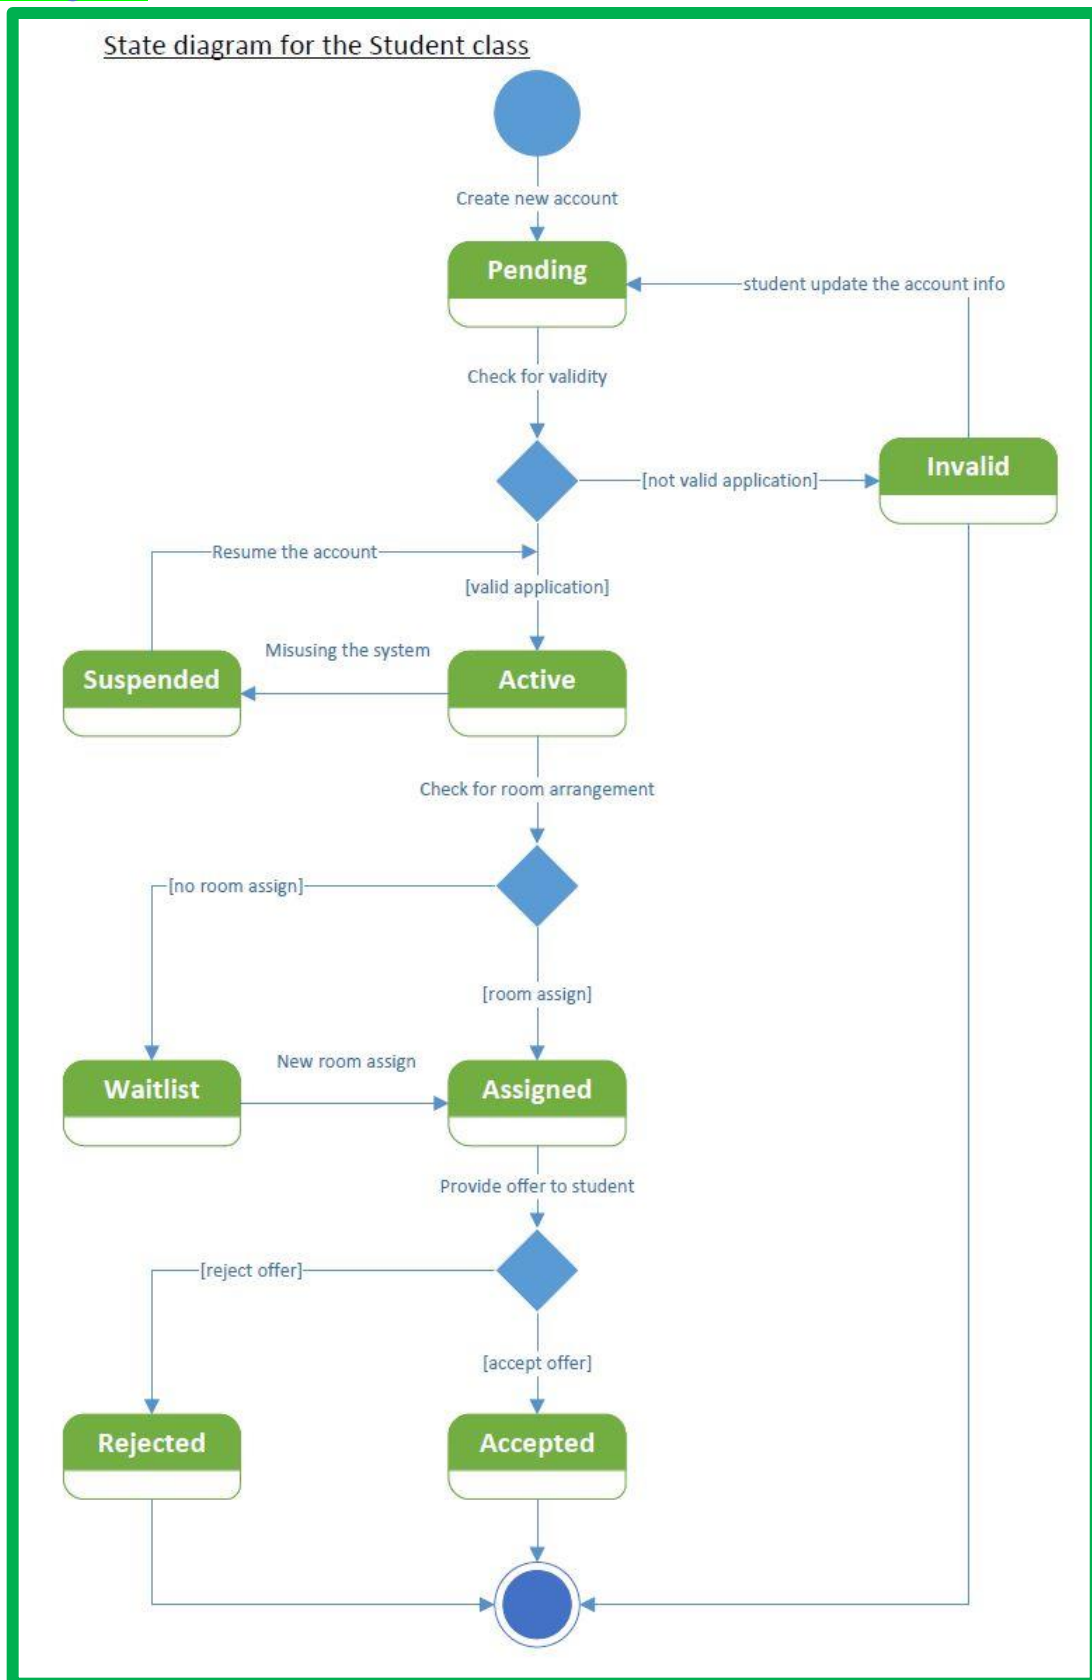 State diagram for the Student class
Create new account
Pending
student update the account info
Check for validity
[not valid application]
Invalid
Resume the account
[valid application]
Misusing the system
Suspended
Active
Check for room arrangement
[no room assign]
[room assign]
New room assign
Waitlist
Assigned
Provide offer to student
[reject offer]
[accept offer]
Rejected
Accepted